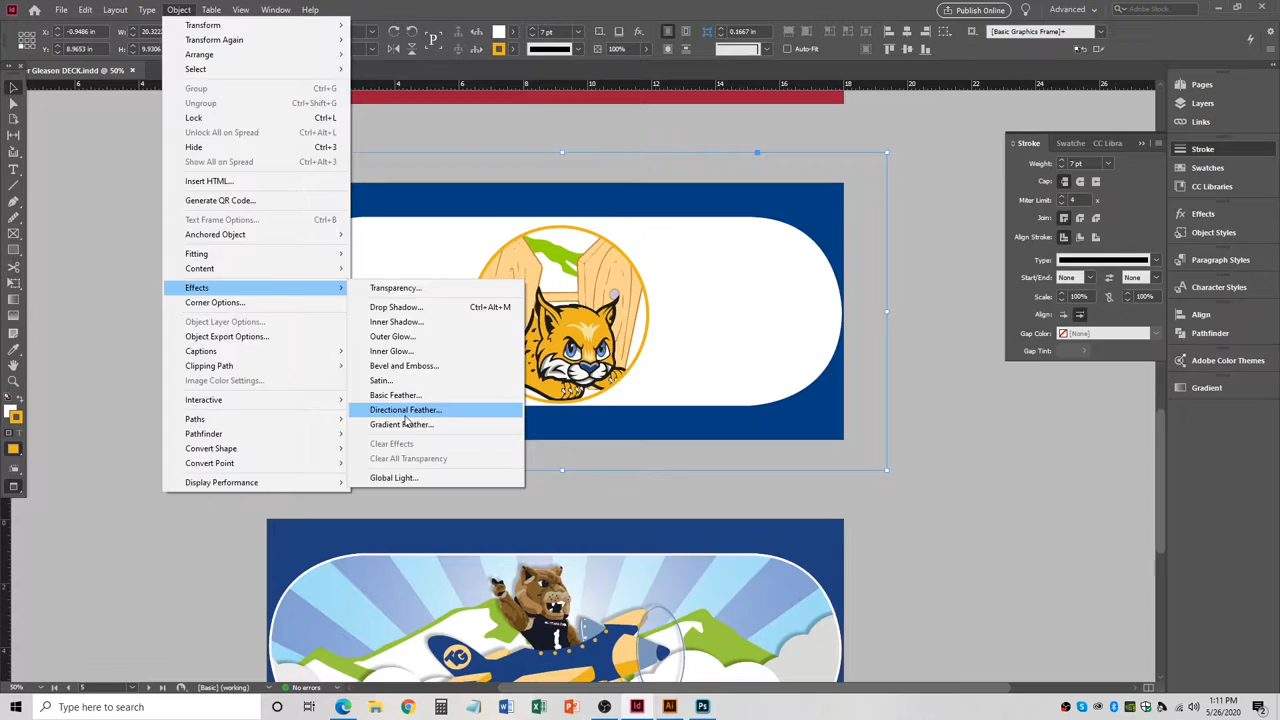 File Edit Layout Type Object Table View Window Help
Publish Online
Advanced
Adobe Stock
X: -0.9486 in
Y: 8.9653 in
W: 20.322
H: 9.9306
7 pt
100%
0.1667 in
Auto-Fit
[Basic Graphics Frame]+
r Gleason DECK.indd @ 50%
Transform
Transform Again
Arrange
Select
Group Ctrl+G
Ungroup Ctrl+Shift+G
Lock Ctrl+L
Unlock All on Spread Ctrl+Alt+L
Hide Ctrl+3
Show All on Spread Ctrl+Alt+3
Insert HTML...
Generate QR Code...
Text Frame Options... Ctrl+B
Anchored Object
Fitting
Content
Effects
Corner Options...
Object Layer Options...
Object Export Options...
Captions
Clipping Path
Image Color Settings...
Interactive
Paths
Pathfinder
Convert Shape
Convert Point
Display Performance
Transparency...
Drop Shadow... Ctrl+Alt+M
Inner Shadow...
Outer Glow...
Inner Glow...
Bevel and Emboss...
Satin...
Basic Feather...
Directional Feather...
Gradient Feather...
Clear Effects
Clear All Transparency
Global Light...
Stroke Swatche CC Libra
Weight: 7 pt
Cap:
Miter Limit: 4 x
Join:
Align Stroke:
Type:
Start/End: None None
Scale: 100% 100%
Align:
Gap Color: [None]
Gap Tint:
Pages
Layers
Links
Stroke
Swatches
CC Libraries
Effects
Object Styles
Align
Pathfinder
Adobe Color Themes
Gradient
1
50% 5 [Basic] (working) No errors
Type here to search
1:11 PM
5/26/2020